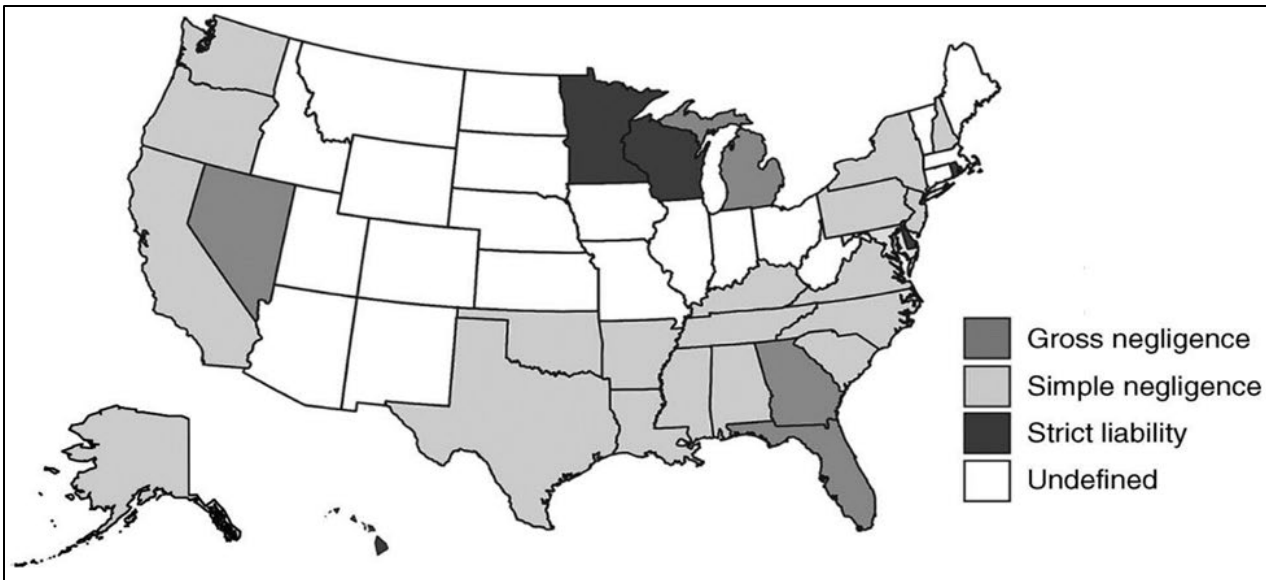 Gross negligence
Simple negligence
Strict liability
Undefined